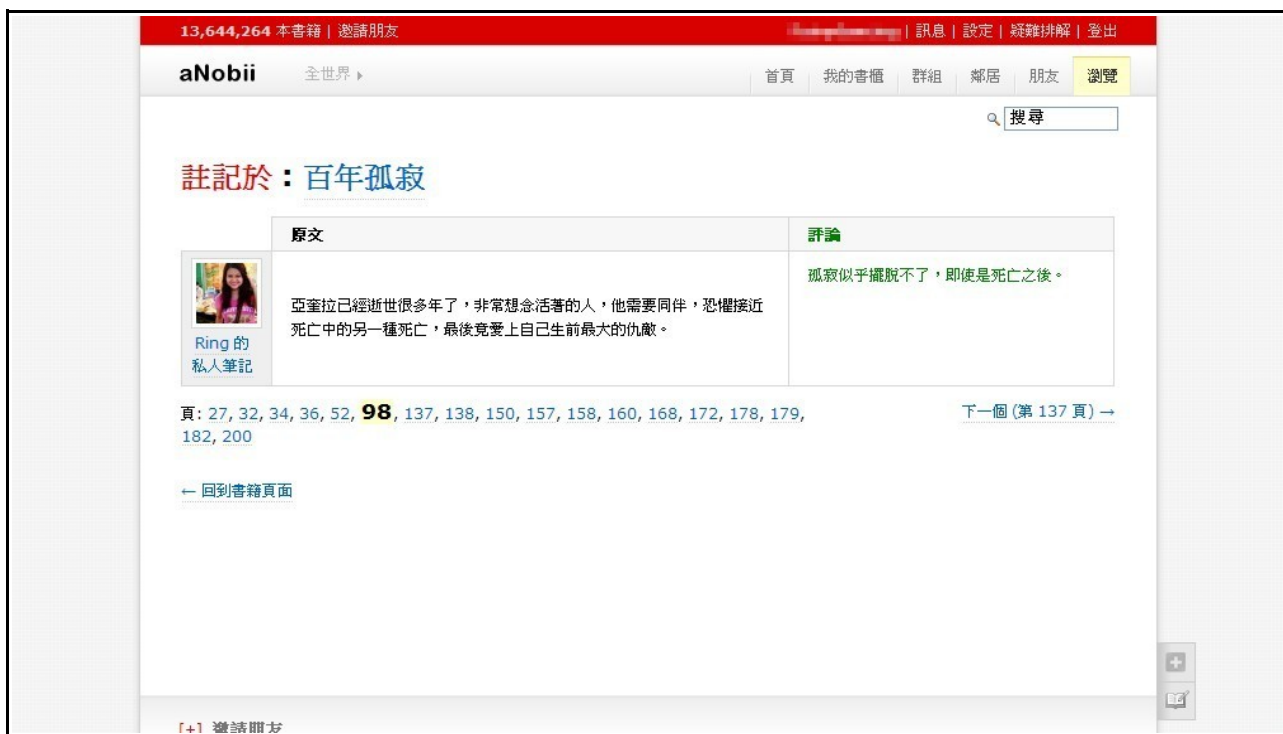 13,644,264 本書籍 | 邀請朋友
| 訊息 | 設定 | 疑難排解 | 登出
aNobii 全世界
首頁 我的書櫃 群組 鄰居 朋友 瀏覽
搜尋
註記於：百年孤寂
原文 評論
亞奎拉已經逝世很多年了，非常想念活著的人，他需要同伴，恐懼接近
死亡中的另一種死亡，最後竟愛上自己生前最大的仇敵。
孤寂似乎擺脫不了，即使是死亡之後。
Ring 的
私人筆記
頁: 27, 32, 34, 36, 52, 98, 137, 138, 150, 157, 158, 160, 168, 172, 178, 179,
182, 200
下一個 (第 137 頁) →
← 回到書籍頁面
[+] 邀請朋友